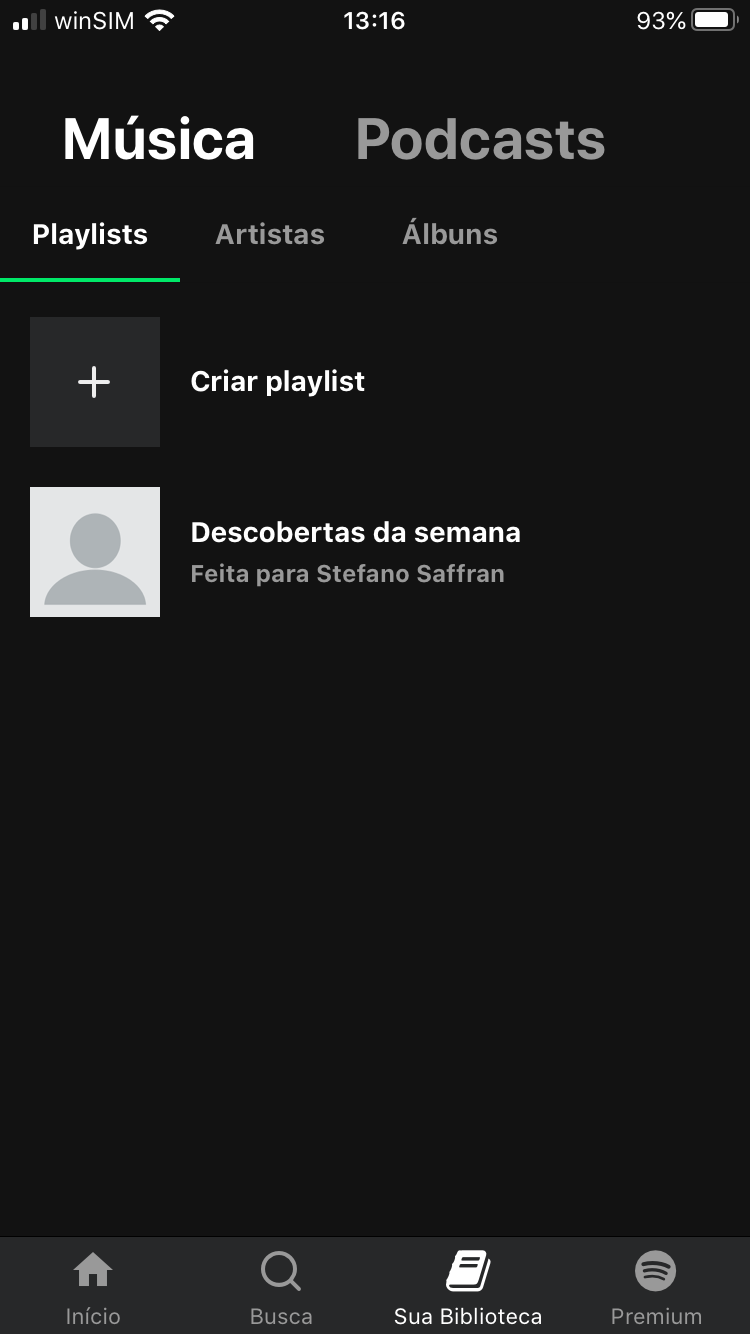 winSIM 13:16 93%
Música Podcasts
Playlists Artistas Álbuns
Criar playlist
Descobertas da semana
Feita para Stefano Saffran
Início Busca Sua Biblioteca Premium